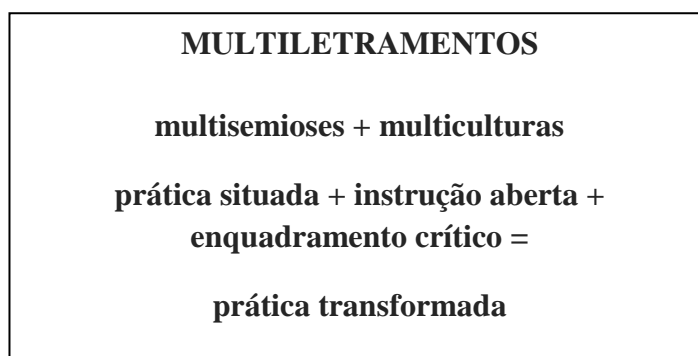 MULTILETRAMENTOS
multisemioses + multiculturas
prática situada + instrução aberta +
enquadramento crítico =
prática transformada